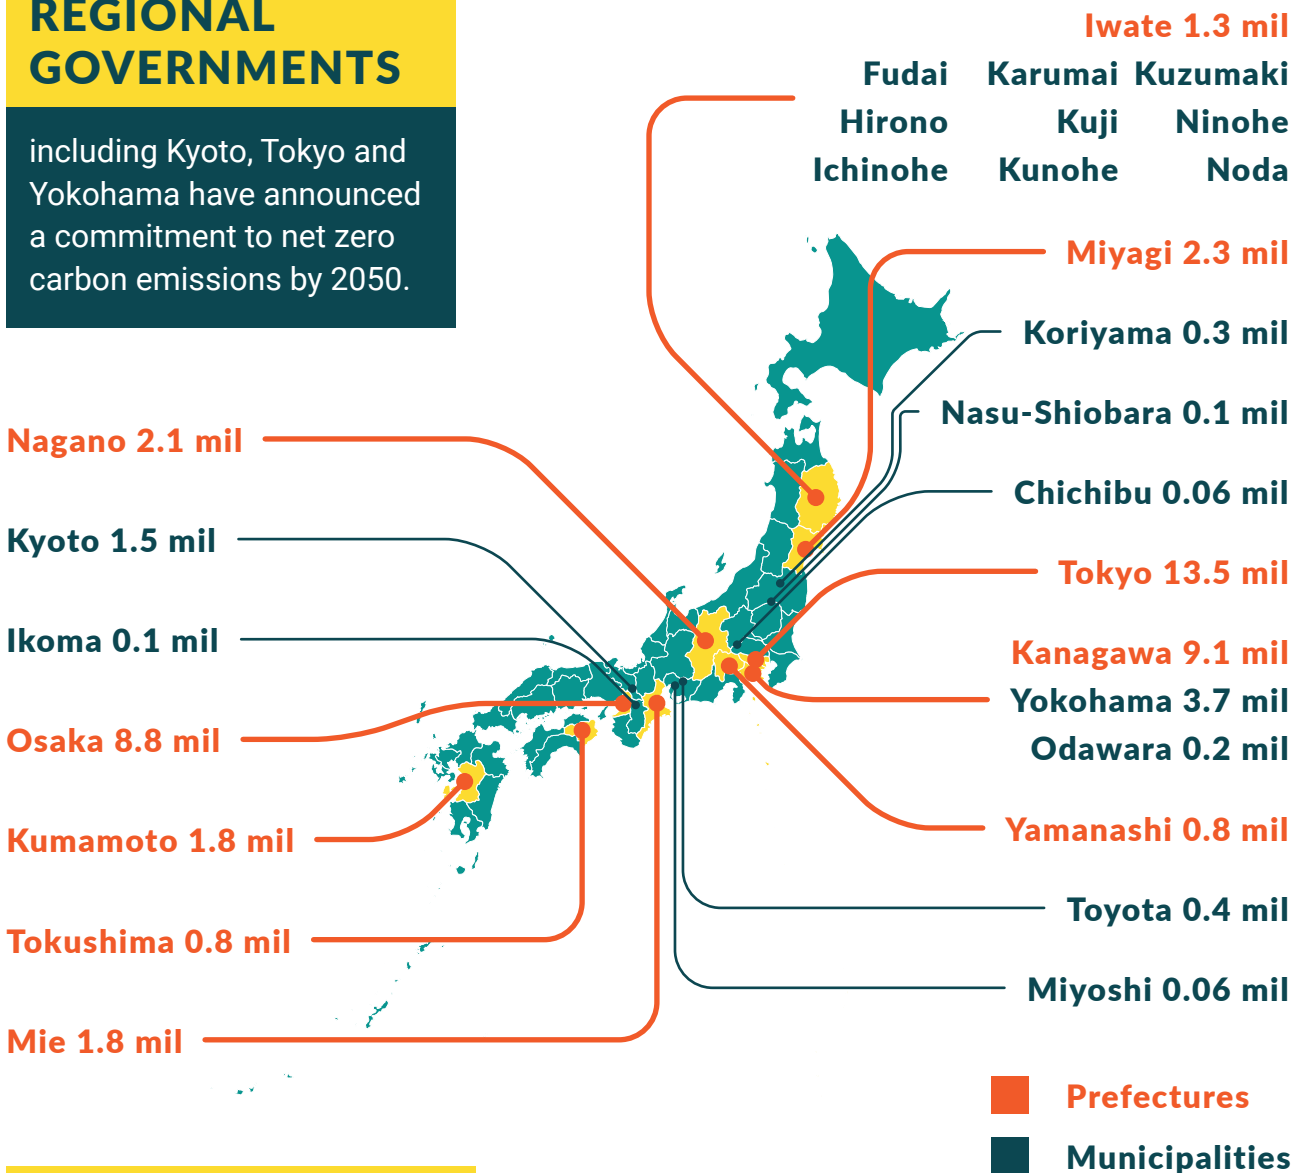 REGIONAL
GOVERNMENTS
including Kyoto, Tokyo and
Yokohama have announced
a commitment to net zero
carbon emissions by 2050.
Nagano 2.1 mil
Kyoto 1.5 mil
Ikoma 0.1 mil
Osaka 8.8 mil
Kumamoto 1.8 mil
Tokushima 0.8 mil
Mie 1.8 mil
Iwate 1.3 mil
Fudai Karumai Kuzumaki
Hirono Kuji Ninohe
Ichinohe Kunohe Noda
Miyagi 2.3 mil
Koriyama 0.3 mil
Nasu-Shiobara 0.1 mil
Chichibu 0.06 mil
Tokyo 13.5 mil
Kanagawa 9.1 mil
Yokohama 3.7 mil
Odawara 0.2 mil
Yamanashi 0.8 mil
Toyota 0.4 mil
Miyoshi 0.06 mil
Prefectures
Municipalities